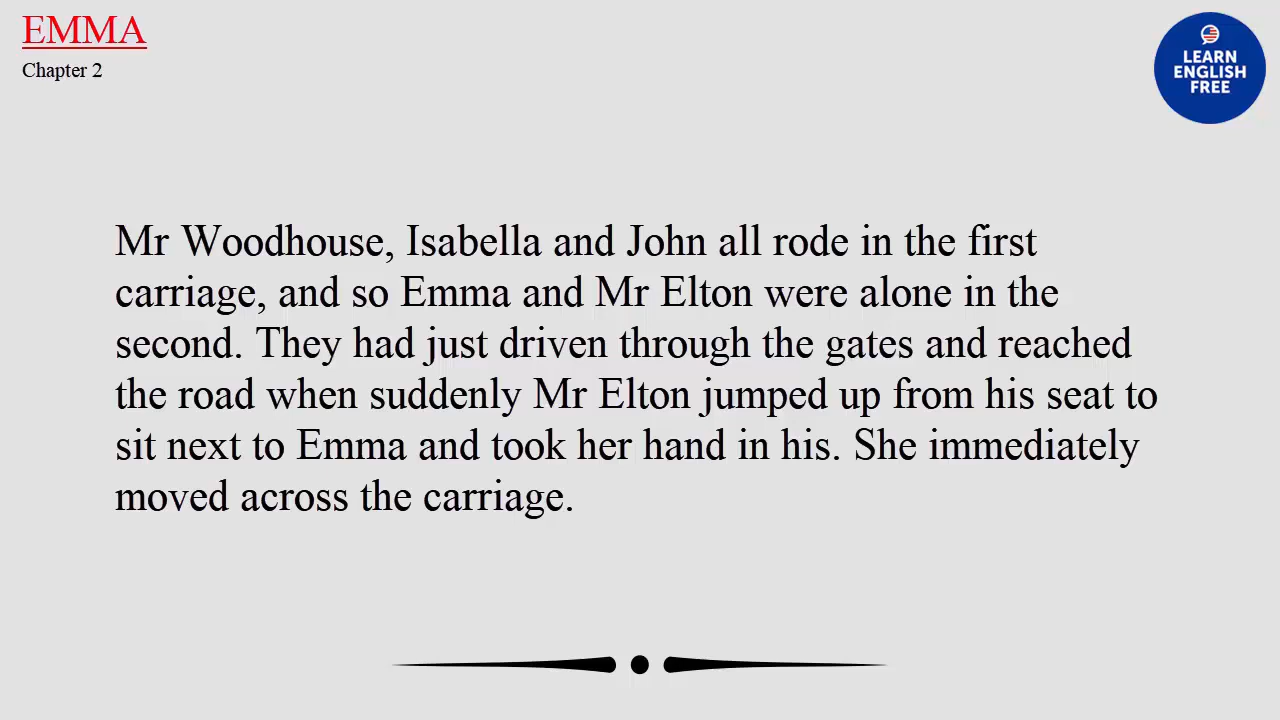 EMMA
Chapter 2
LEARN
ENGLISH
FREE
Mr Woodhouse, Isabella and John all rode in the first
carriage, and so Emma and Mr Elton were alone in the
second. They had just driven through the gates and reached
the road when suddenly Mr Elton jumped up from his seat to
sit next to Emma and took her hand in his. She immediately
moved across the carriage.